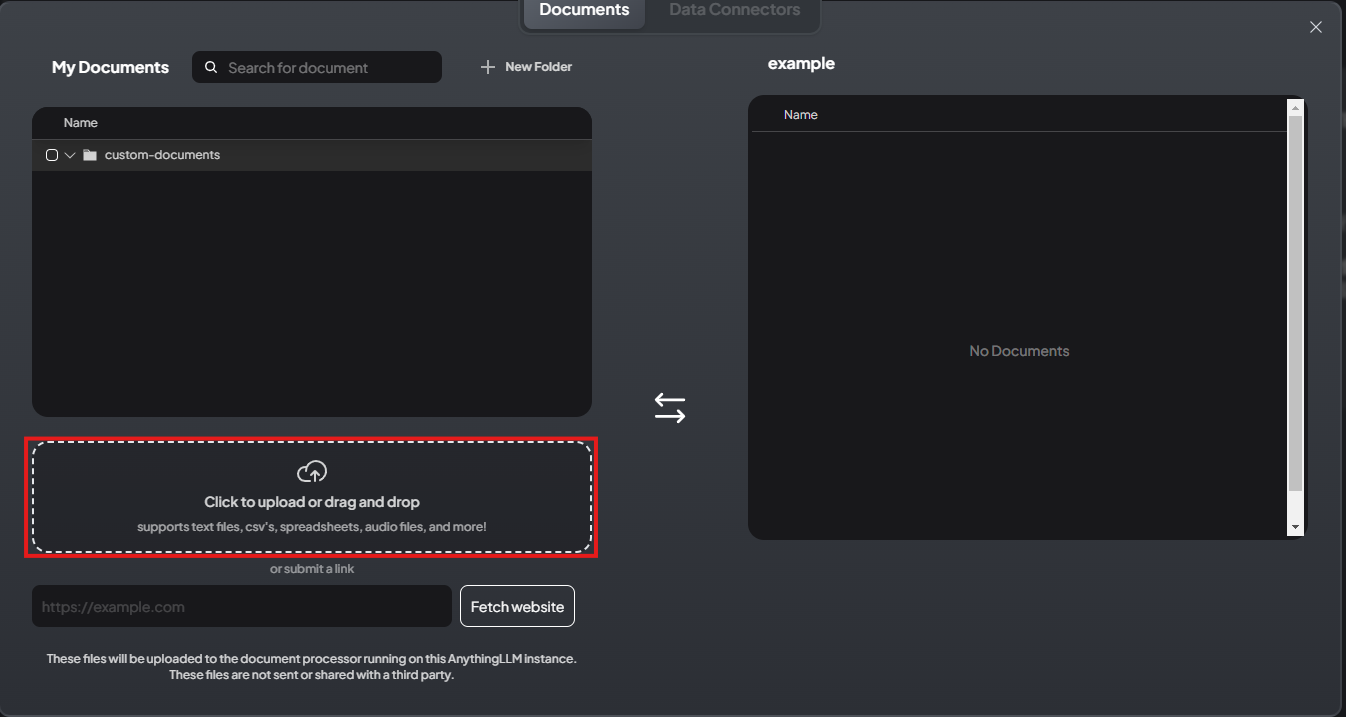 Documents
Data Connectors
My Documents
Search for document
New Folder
Name
custom-documents
Click to upload or drag and drop
supports text files, csv's, spreadsheets, audio files, and more!
or submit a link
https://example.com
Fetch website
These files will be uploaded to the document processor running on this AnythingLLM instance.
These files are not sent or shared with a third party.
example
Name
No Documents